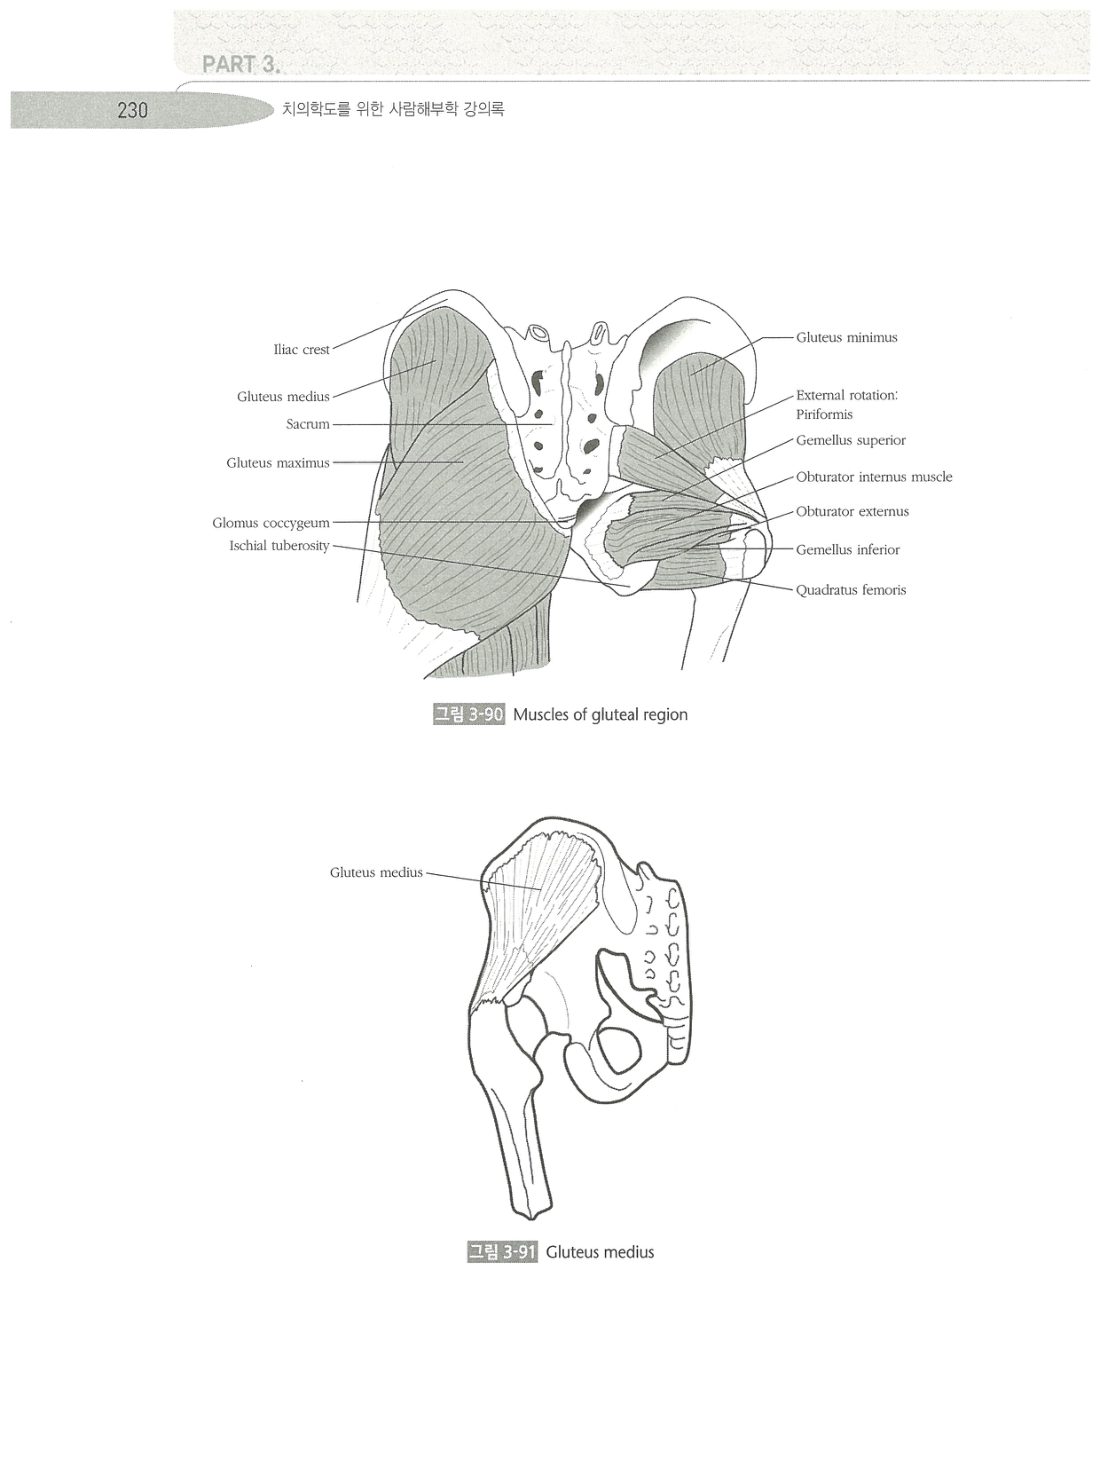 PART 3.
230
치의학도를 위한 사람해부학 강의록
Iliac crest
Gluteus medius
Sacrum
Gluteus maximus
Glomus coccygeum
Ischial tuberosity
Gluteus minimus
External rotation:
Piriformis
Gemellus superior
Obturator internus muscle
Obturator externus
Gemellus inferior
Quadratus femoris
그림 3-90 Muscles of gluteal region
Gluteus medius
그림 3-91 Gluteus medius